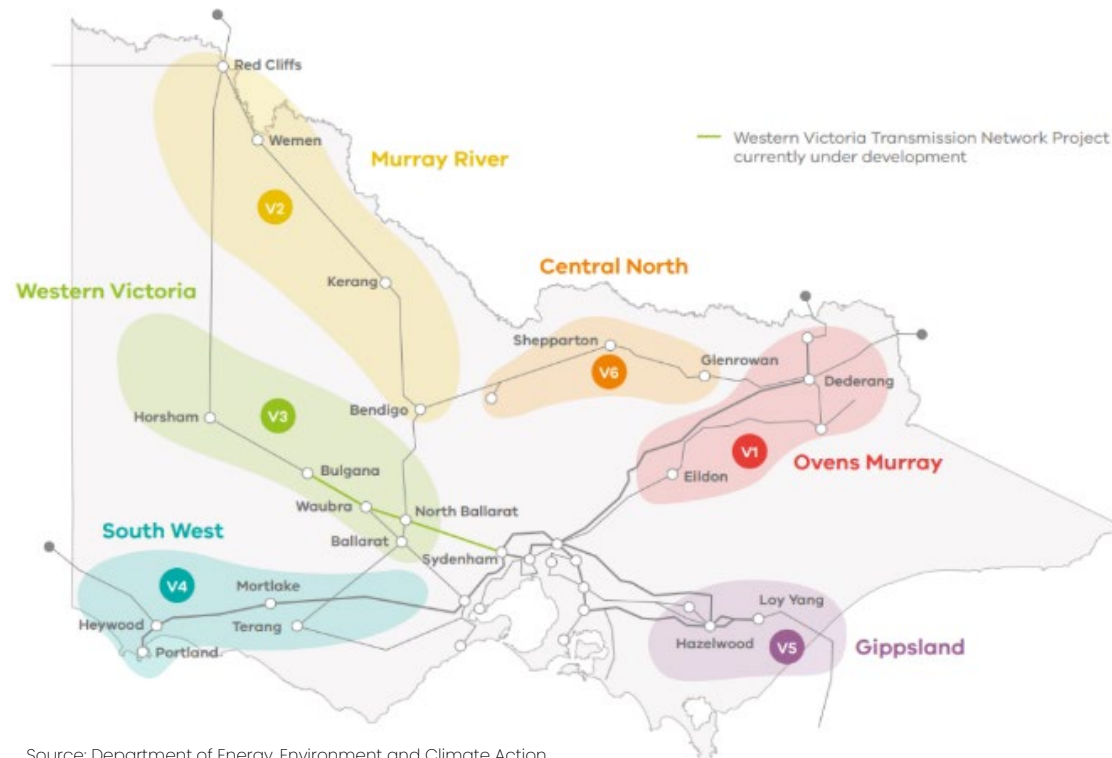 Red Cliffs
Wemen
Murray River
Western Victoria Transmission Network Project
currently under development
V2
Central North
Kerang
Western Victoria
Shepparton
Glenrowan
V6
Dederang
Bendigo
V3
Horsham
V1
Ovens Murray
Eildon
Bulgana
Waubra
North Ballarat
South West
Ballarat
Sydenham
V4
Mortlake
Loy Yang
Heywood
Terang
Hazelwood
V5
Gippsland
Portland
Source: Department of Energy, Environment and Climate Action